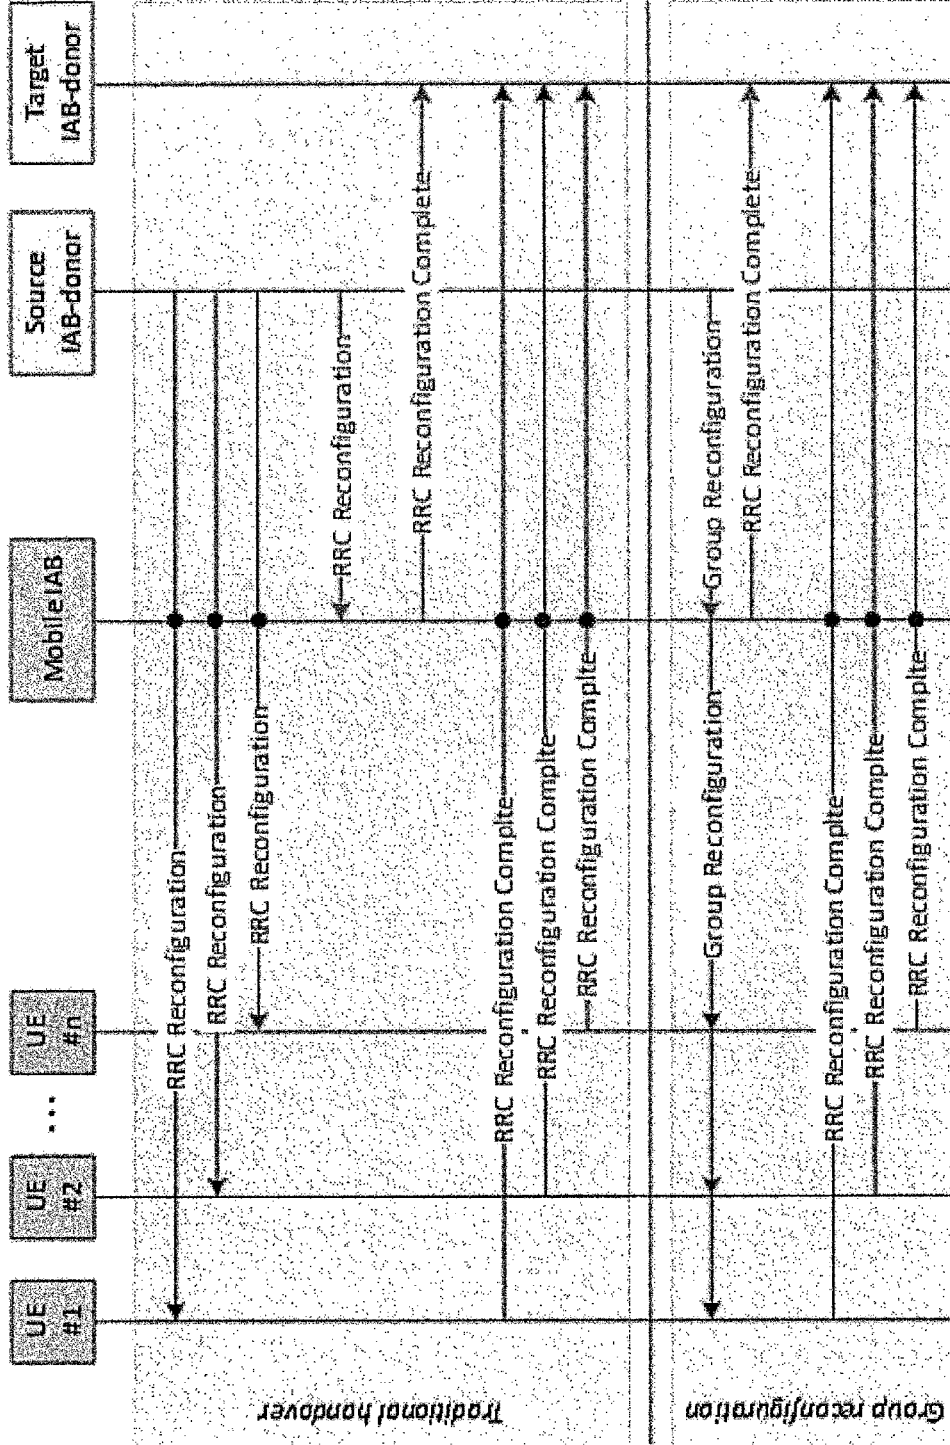 UE
#1
UE
#2
...
UE
#n
Mobile IAB
Source
IAB-donor
Target
IAB-donor
Traditional handover
RRC Reconfiguration
RRC Reconfiguration
RRC Reconfiguration
RRC Reconfiguration
RRC Reconfiguration Complete
RRC Reconfiguration Complte
RRC Reconfiguration Complte
RRC Reconfiguration Complte
Group reconfiguration
Group Reconfiguration
Group Reconfiguration
RRC Reconfiguration Complete
RRC Reconfiguration Complte
RRC Reconfiguration Complte
RRC Reconfiguration Complte